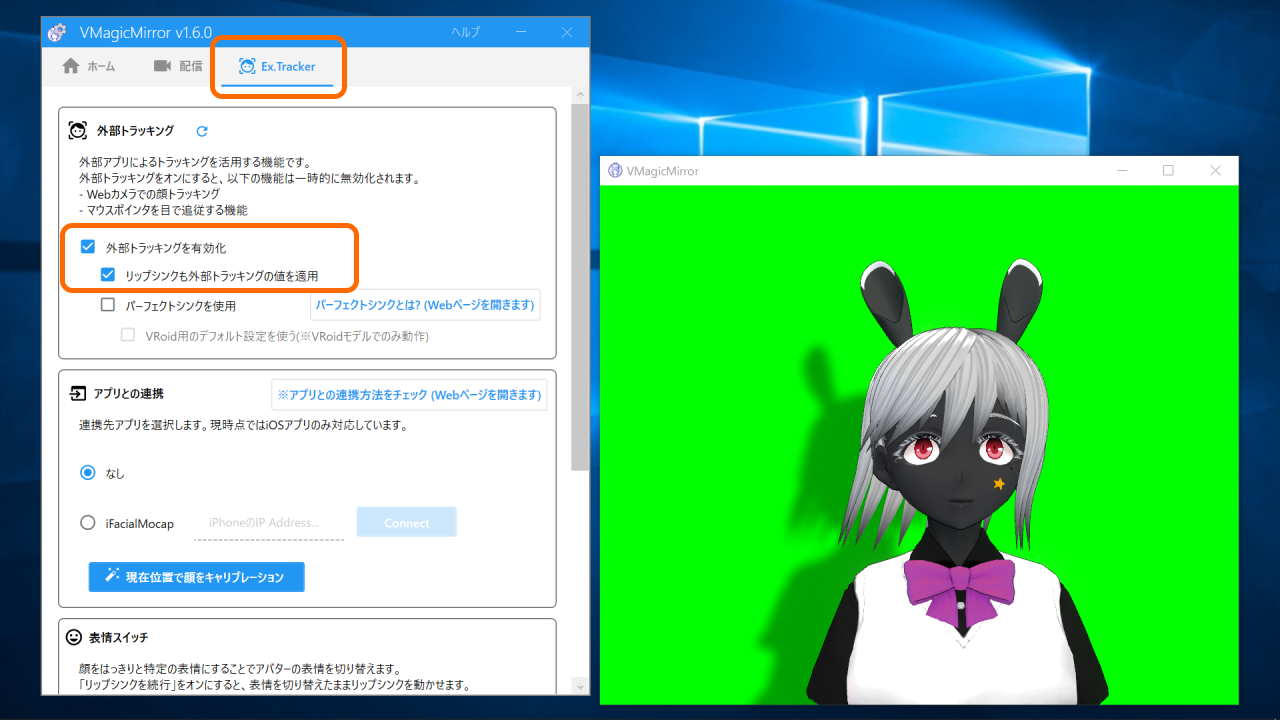 VMagicMirror v1.6.0
ヘルプ
ホーム
配信
Ex.Tracker
外部トラッキング
外部アプリによるトラッキングを活用する機能です。
外部トラッキングをオンにすると、以下の機能は一時的に無効化されます。
- Webカメラでの顔トラッキング
- マウスポインタを目で追従する機能
外部トラッキングを有効化
リップシンクも外部トラッキングの値を適用
パーフェクトシンクを使用
パーフェクトシンクとは? (Webページを開きます)
VRoid用のデフォルト設定を使う(※VRoidモデルでのみ動作)
アプリとの連携
※アプリとの連携方法をチェック (Webページを開きます)
連携先アプリを選択します。現時点ではiOSアプリのみ対応しています。
なし
iFacialMocap
iPhoneのIP Address...
Connect
現在位置で顔をキャリブレーション
表情スイッチ
顔をはっきりと特定の表情にすることでアバターの表情を切り替えます。
「リップシンクを続行」をオンにすると、表情を切り替えたままリップシンクを動かせます。
VMagicMirror